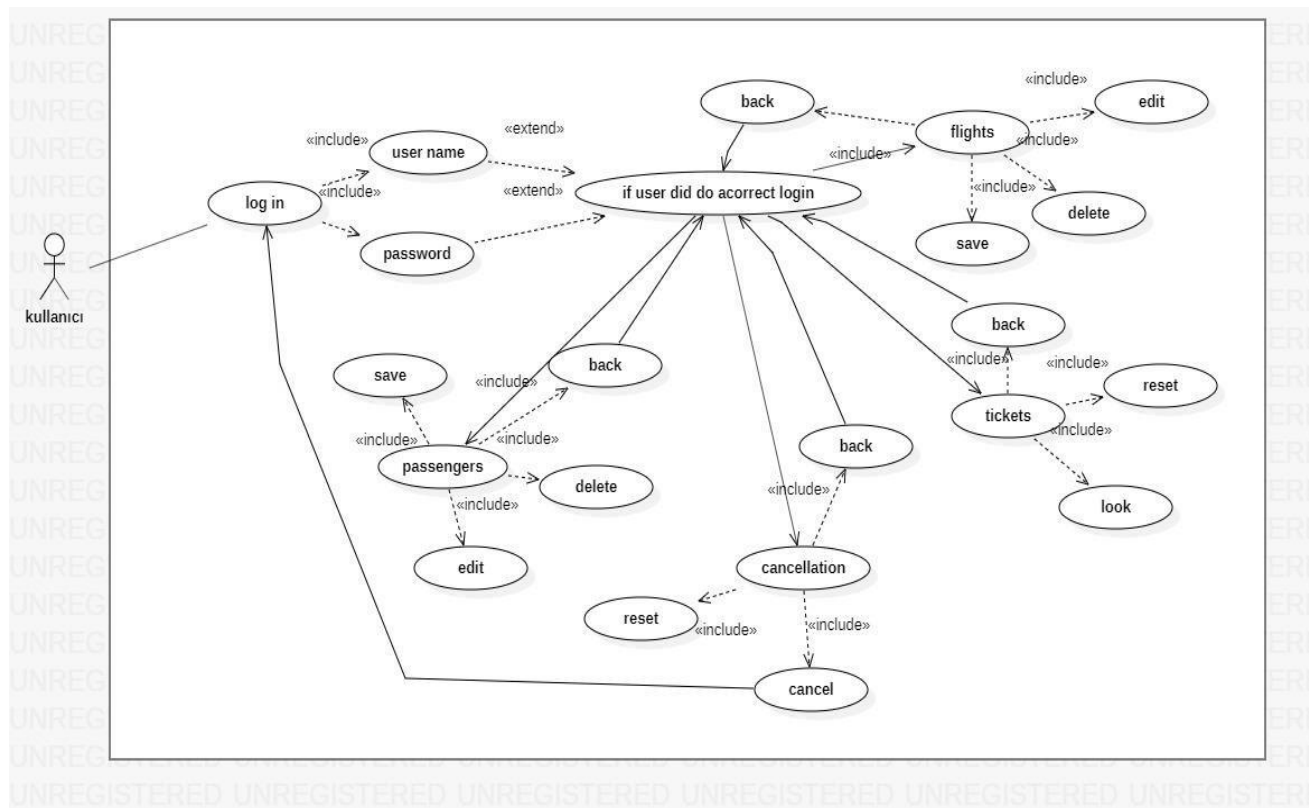 UNREGISTERED UNREGISTERED UNREGISTERED UNREGISTERED UNREGISTERED UNREGISTERED
back
«include»
edit
flights
«include»
user name
«extend»
«include»
«include»
log in
«include»
«extend»
if user did do acorrect login
«include»
delete
save
password
kullanıcı
back
«include»
«include»
reset
save
back
«include»
tickets
«include»
«include»
«include»
back
passengers
delete
«include»
«include»
look
edit
cancellation
reset
«include»
«include»
cancel